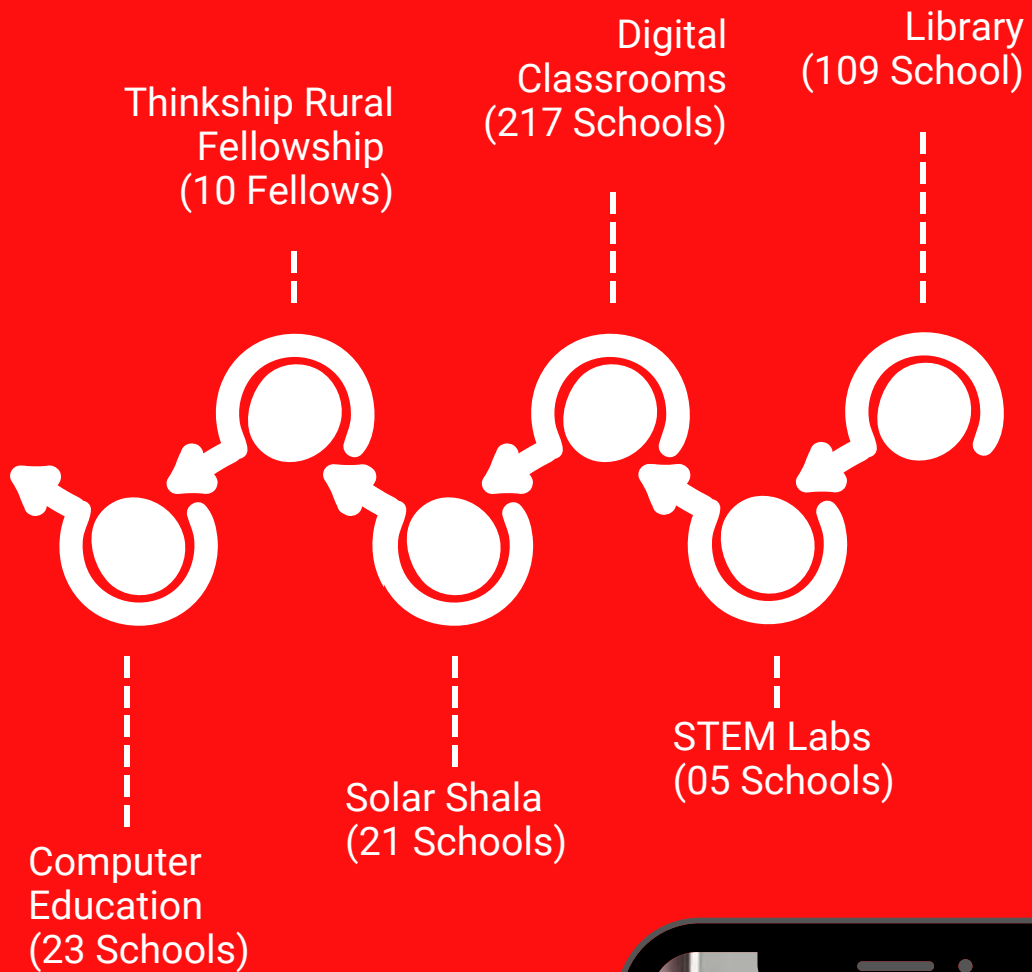 Library
(109 School)
Digital
Classrooms
(217 Schools)
Thinkship Rural
Fellowship
(10 Fellows)
STEM Labs
(05 Schools)
Solar Shala
(21 Schools)
Computer
Education
(23 Schools)